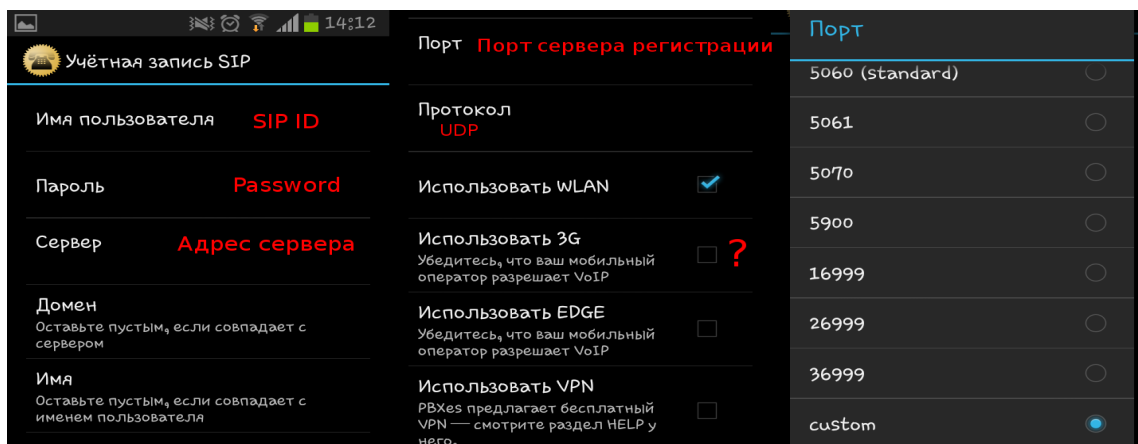 14:12
Учётная запись SIP
Имя пользователя SIP ID
Пароль Password
Сервер Адрес сервера
Домен
Оставьте пустым, если совпадает с
сервером
Имя
Оставьте пустым, если совпадает с
именем пользователя
Порт Порт сервера регистрации
Протокол
UDP
Использовать WLAN
Использовать 3G ?
Убедитесь, что ваш мобильный
оператор разрешает VoIP
Использовать EDGE
Убедитесь, что ваш мобильный
оператор разрешает VoIP
Использовать VPN
PBXes предлагает бесплатный
VPN — смотрите раздел HELP у
него.
Порт
5060 (standard)
5061
5070
5900
16999
26999
36999
custom